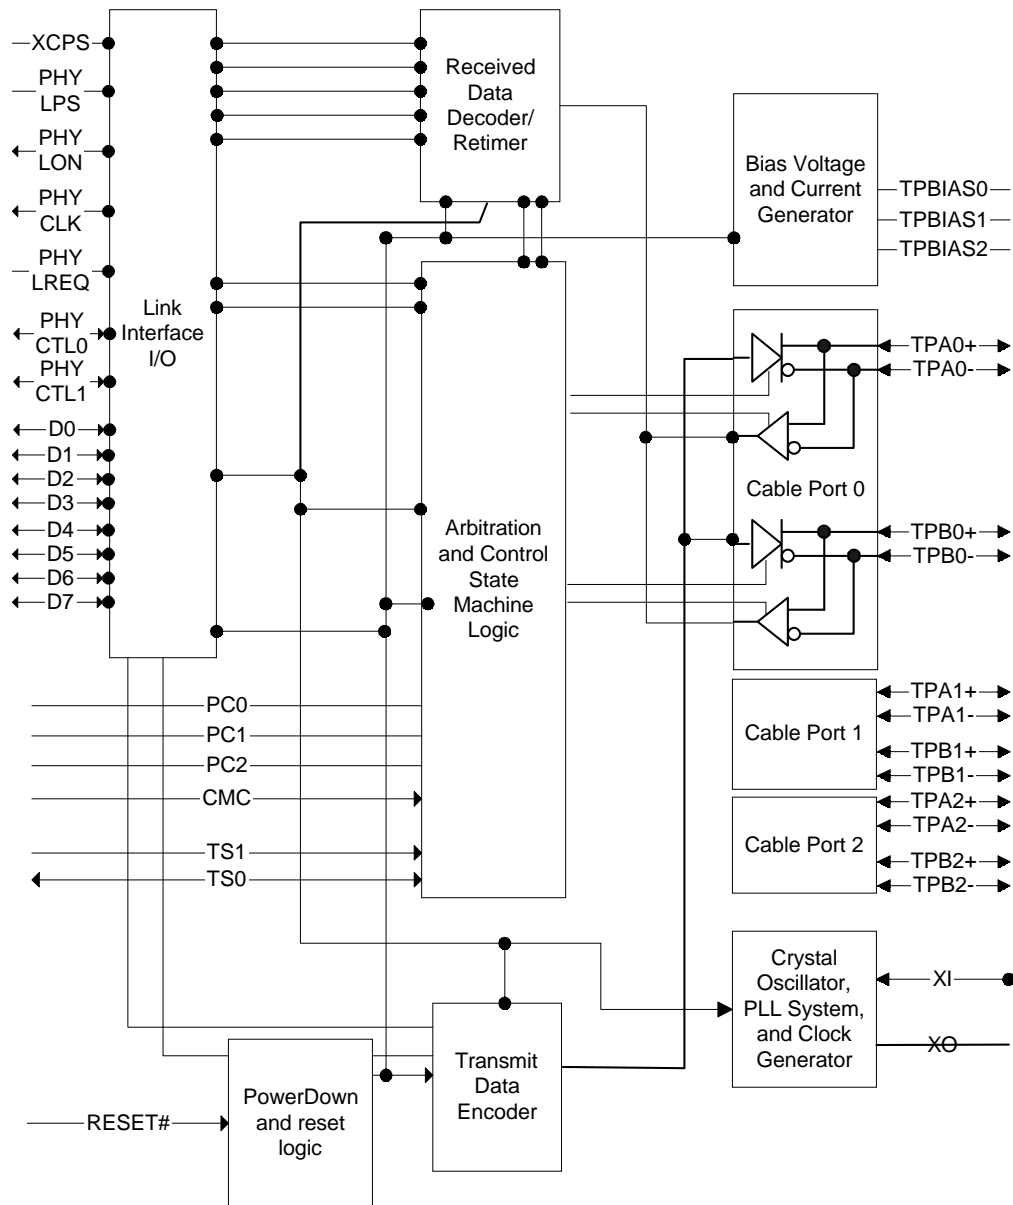 XCPS
PHY
LPS
PHY
LON
PHY
CLK
PHY
LREQ
PHY
CTL0
PHY
CTL1
D0
D1
D2
D3
D4
D5
D6
D7
Link
Interface
I/O
Received
Data
Decoder/
Retimer
Bias Voltage
and Current
Generator
TPBIAS0
TPBIAS1
TPBIAS2
TPA0+
TPA0-
Cable Port 0
TPB0+
TPB0-
Arbitration
and Control
State
Machine
Logic
PC0
PC1
PC2
CMC
TS1
TS0
Cable Port 1
TPA1+
TPA1-
TPB1+
TPB1-
Cable Port 2
TPA2+
TPA2-
TPB2+
TPB2-
Crystal
Oscillator,
PLL System,
and Clock
Generator
XI
XO
Transmit
Data
Encoder
PowerDown
and reset
logic
RESET#